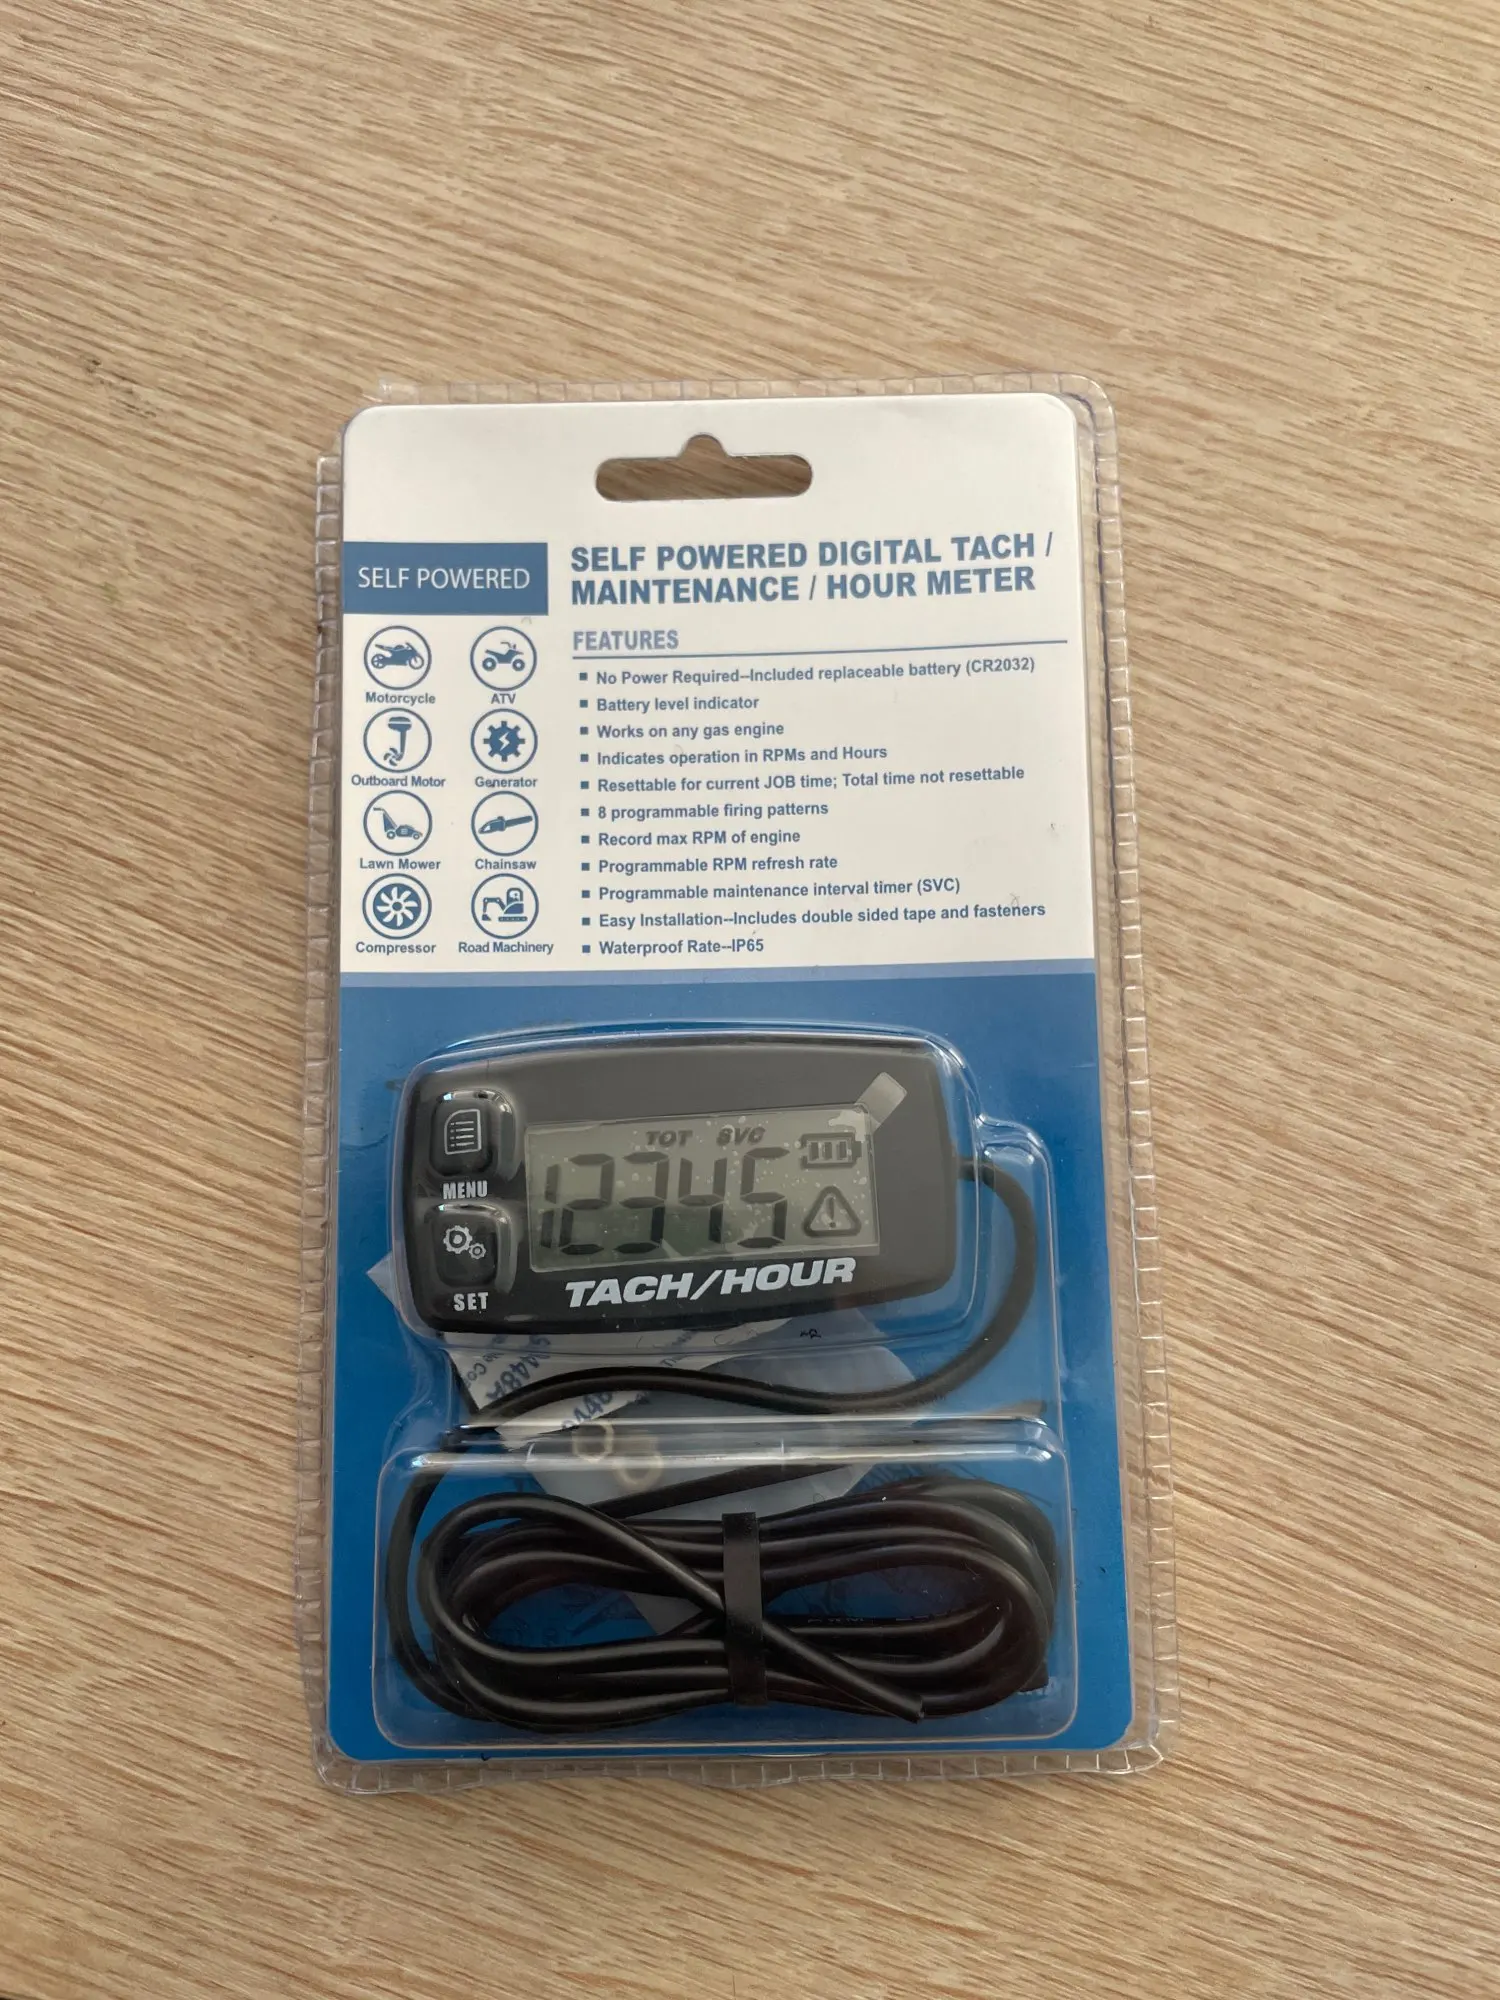 SELF POWERED
SELF POWERED DIGITAL TACH /
MAINTENANCE / HOUR METER
FEATURES
Motorcycle
ATV
Outboard Motor
Generator
Lawn Mower
Chainsaw
Compressor
Road Machinery
■ No Power Required--Included replaceable battery (CR2032)
■ Battery level indicator
■ Works on any gas engine
■ Indicates operation in RPMs and Hours
■ Resettable for current JOB time; Total time not resettable
■ 8 programmable firing patterns
■ Record max RPM of engine
■ Programmable RPM refresh rate
■ Programmable maintenance interval timer (SVC)
■ Easy Installation--Includes double sided tape and fasteners
■ Waterproof Rate--IP65
MENU
SET
TOT SVC
12345
TACH/HOUR